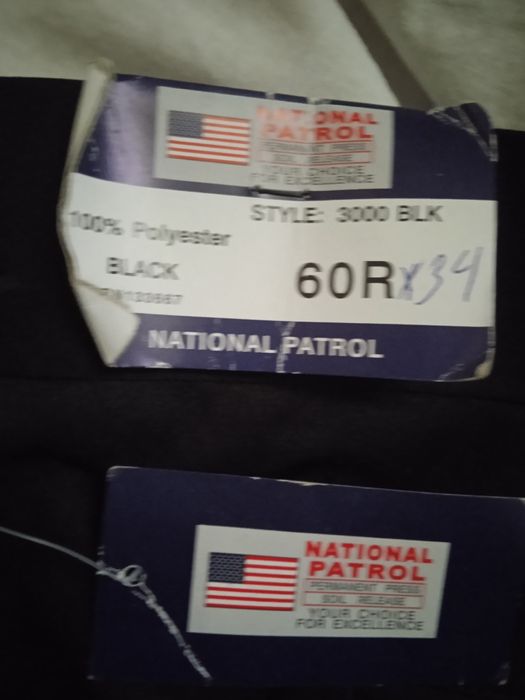 NATIONAL
PATROL
PERMANENT PRESS
SOIL RELEASE
YOUR CHOICE
FOR EXCELLENCE
STYLE: 3000 BLK
100% Polyester
BLACK
60R x34
NATIONAL PATROL
NATIONAL
PATROL
PERMANENT PRESS
SOIL RELEASE
YOUR CHOICE
FOR EXCELLENCE